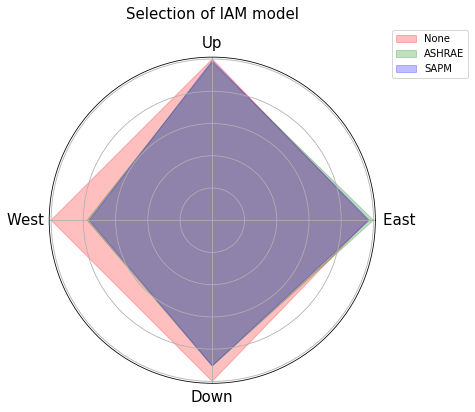 Selection of IAM model
None
ASHRAE
SAPM
Up
West
East
Down